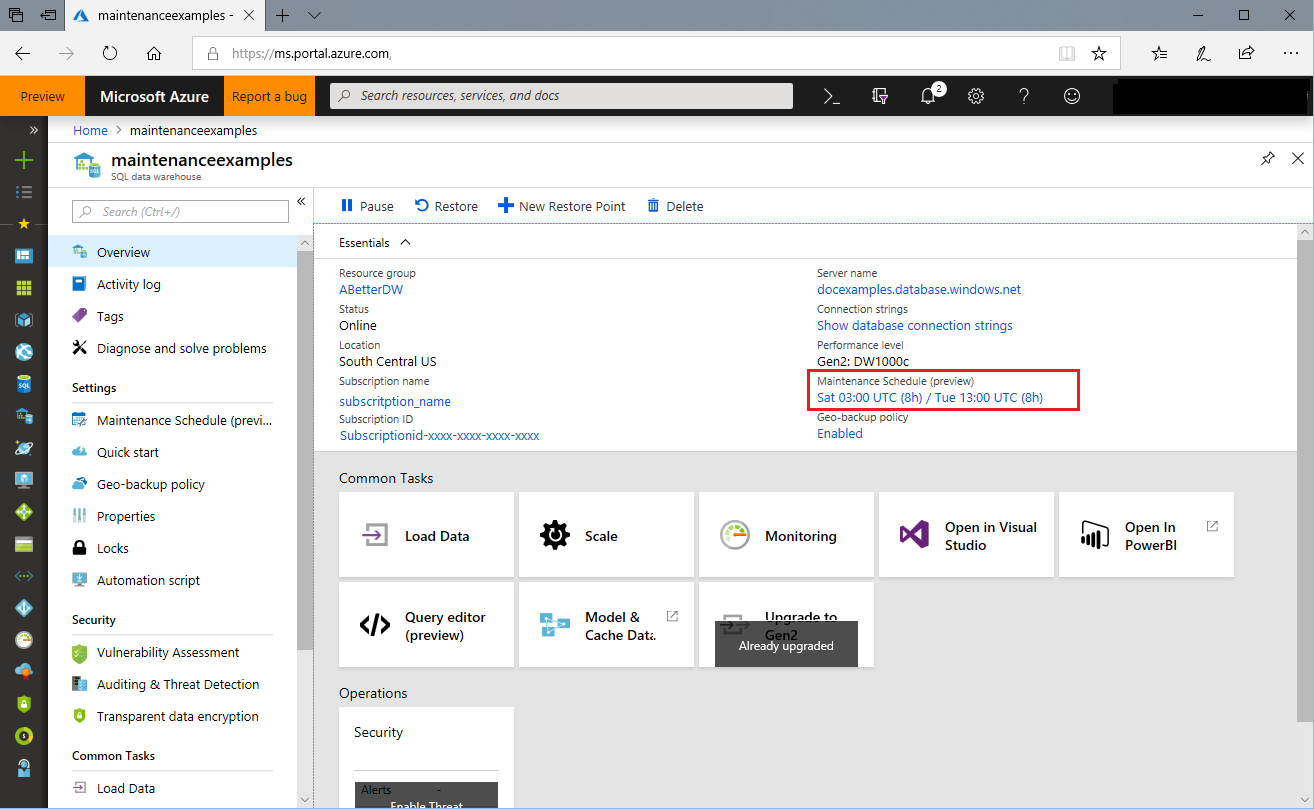 maintenanceexamples -
https://ms.portal.azure.com,
Preview
Microsoft Azure
Report a bug
Search resources, services, and docs
2
Home > maintenanceexamples
maintenanceexamples
SQL data warehouse
Search (Ctrl+/)
Overview
Activity log
Tags
Diagnose and solve problems
Settings
Maintenance Schedule (previ...
Quick start
Geo-backup policy
Properties
Locks
Automation script
Security
Vulnerability Assessment
Auditing & Threat Detection
Transparent data encryption
Common Tasks
Load Data
Pause
Restore
New Restore Point
Delete
Essentials
Resource group
ABetterDW
Status
Online
Location
South Central US
Subscription name
subscritption_name
Subscription ID
Subscriptionid-xxxx-xxxx-xxxx-xxxx
Server name
docexamples.database.windows.net
Connection strings
Show database connection strings
Performance level
Gen2: DW1000c
Maintenance Schedule (preview)
Sat 03:00 UTC (8h) / Tue 13:00 UTC (8h)
Geo-backup policy
Enabled
Common Tasks
Load Data
Scale
Monitoring
Open in Visual
Studio
Open In
PowerBI
Query editor
(preview)
Model &
Cache Dat..
Upgrade to
Gen2
Already upgraded
Operations
Security
Alerts -
Enable Threat